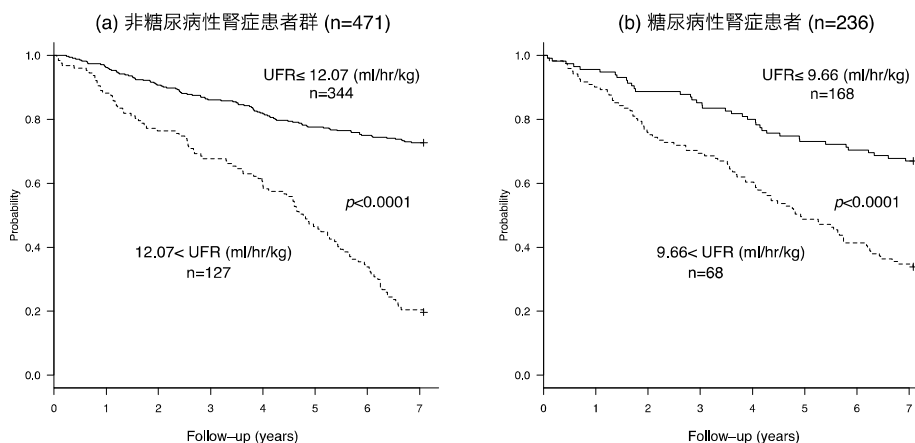 (a) 非糖尿病性腎症患者群 (n=471)
1.0
0.8
0.6
0.4
0.2
0.0
Probability
UFR≤ 12.07 (ml/hr/kg)
n=344
p<0.0001
12.07< UFR (ml/hr/kg)
n=127
0 1 2 3 4 5 6 7
Follow–up (years)
(b) 糖尿病性腎症患者 (n=236)
1.0
0.8
0.6
0.4
0.2
0.0
Probability
UFR≤ 9.66 (ml/hr/kg)
n=168
p<0.0001
9.66< UFR (ml/hr/kg)
n=68
0 1 2 3 4 5 6 7
Follow–up (years)